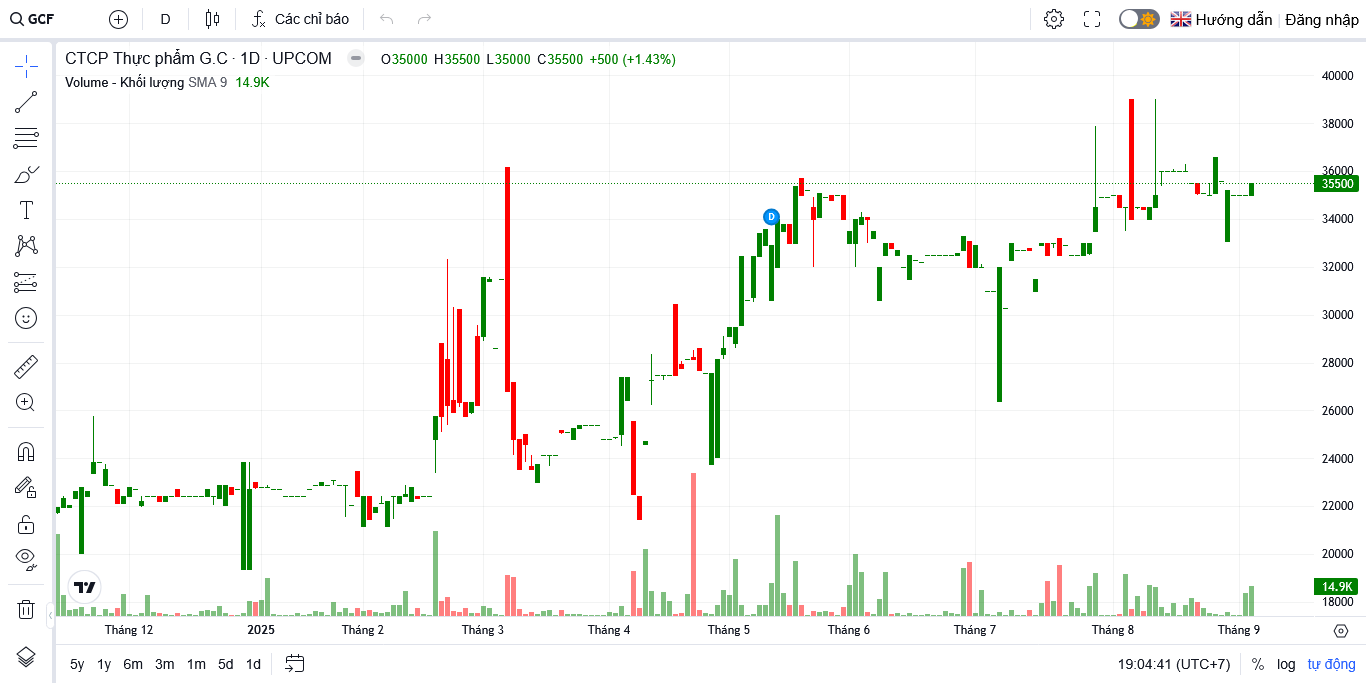 GCF D Các chỉ báo Hướng dẫn Đăng nhập
CTCP Thực phẩm G.C · 1D · UPCOM O35000 H35500 L35000 C35500 +500 (+1.43%)
Volume - Khối lượng SMA 9 14.9K
40000
38000
36000
35500
34000
32000
30000
28000
26000
24000
22000
20000
14.9K
18000
D
Tháng 12 2025 Tháng 2 Tháng 3 Tháng 4 Tháng 5 Tháng 6 Tháng 7 Tháng 8 Tháng 9
5y 1y 6m 3m 1m 5d 1d 19:04:41 (UTC+7) % log tự động